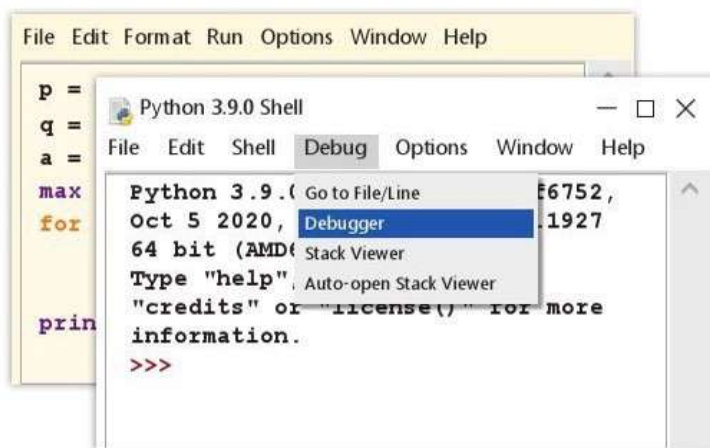 File Edit Format Run Options Window Help
p =
q =
a =
max
for
prin
Python 3.9.0 Shell
File Edit Shell Debug Options Window Help
Go to File/Line
Debugger
Stack Viewer
Auto-open Stack Viewer
Python 3.9.0 f6752,
Oct 5 2020, .1927
64 bit (AMD6
Type "help",
"credits" or "license()" for more
information.
>>>